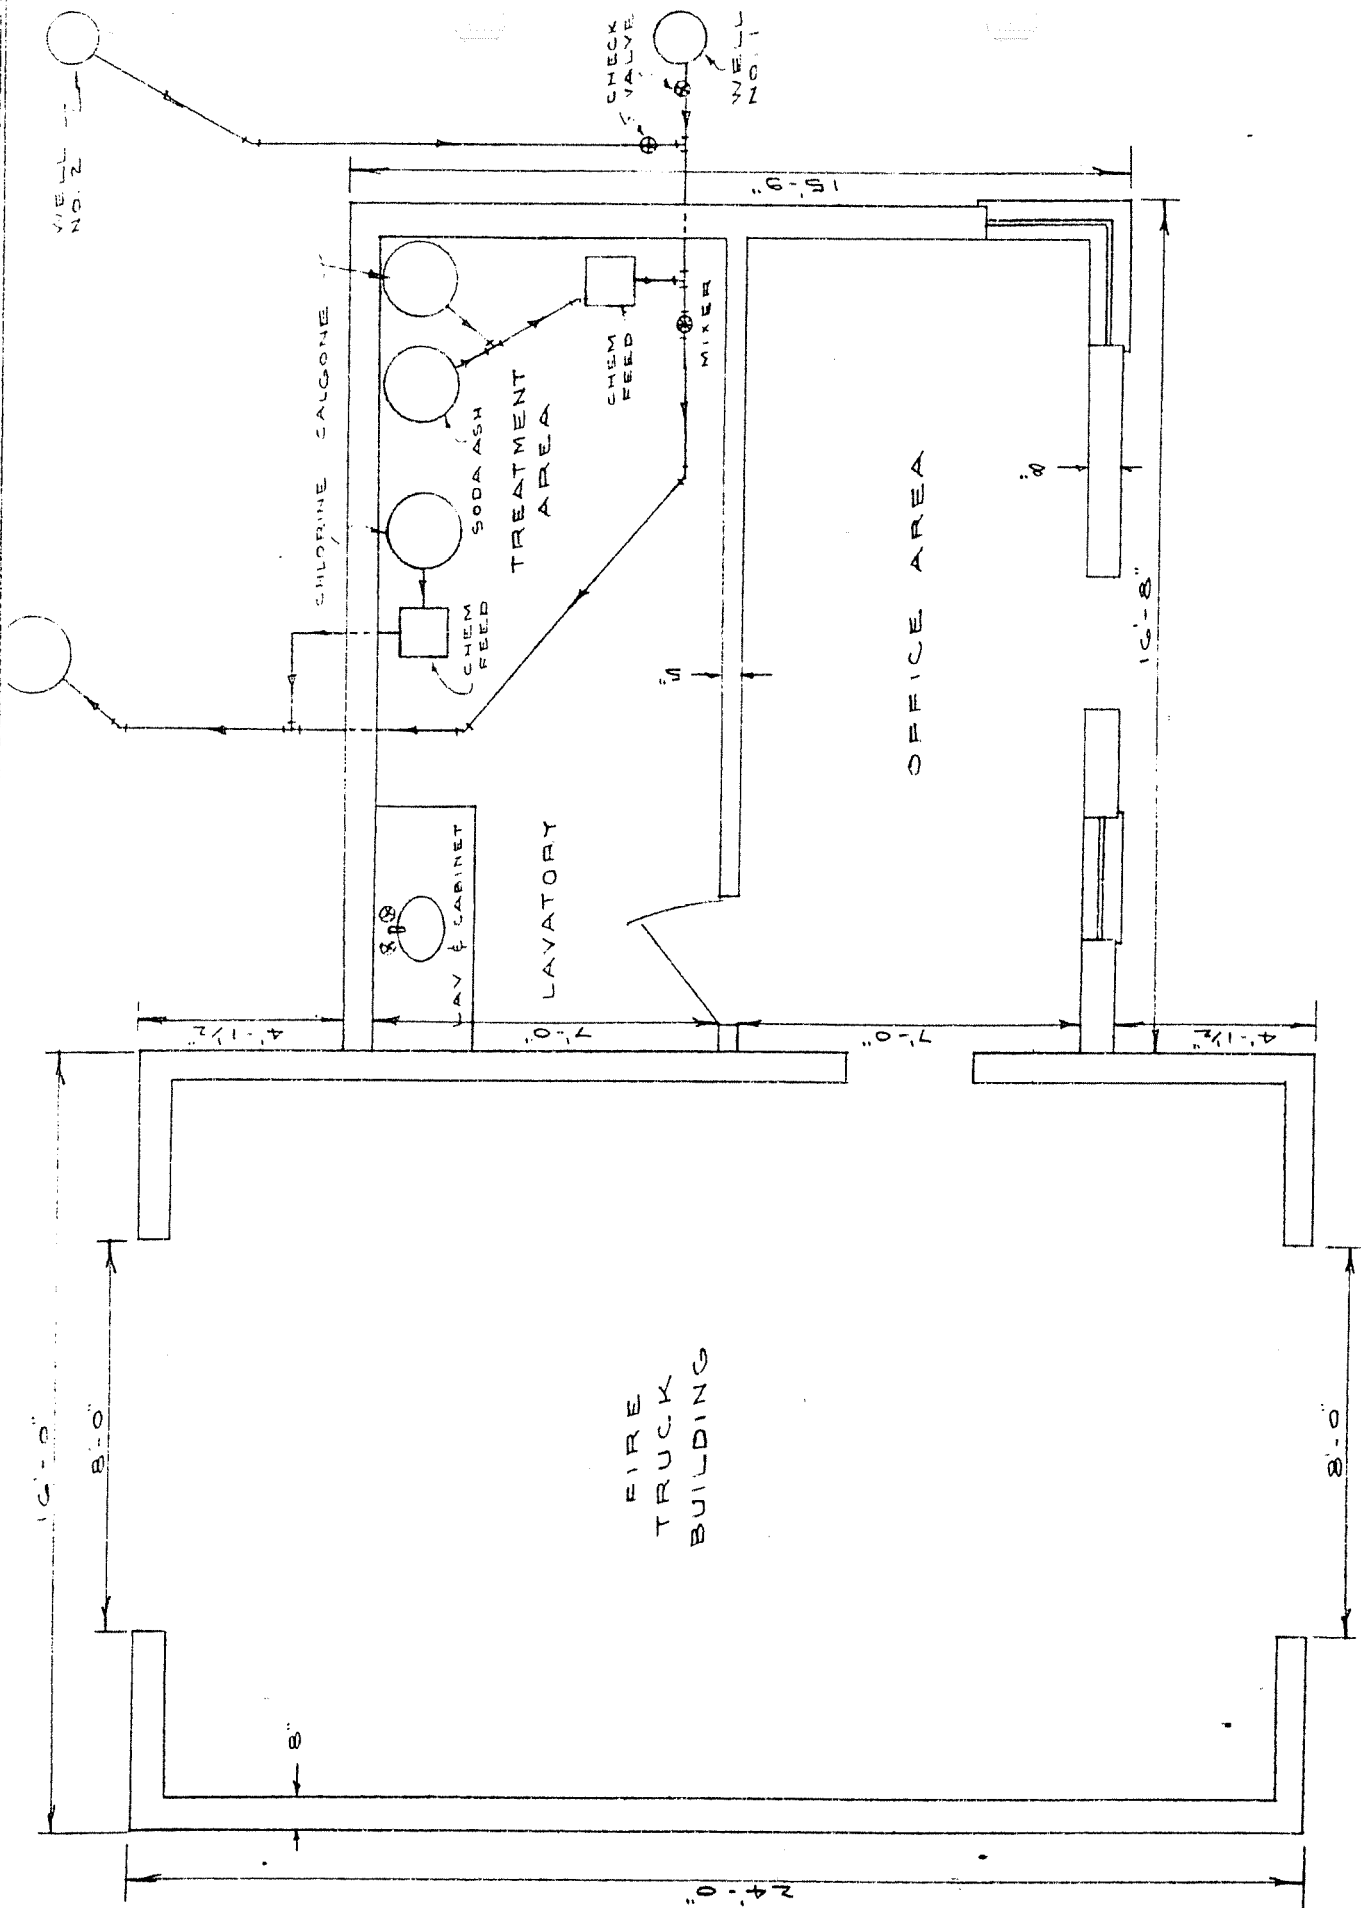 WELL
NO. 2
CHECK
VALVE
WELL
NO. 1
15'-9"
CHLORINE
CALGONE
SODA ASH
TREATMENT
AREA
CHEM
FEED
MIXER
CHEM
FEED
OFFICE AREA
8"
5"
16'-8"
LAV & CABINET
LAVATORY
4'-1½"
7'-0"
7'-0"
4'-1½"
16'-0"
8'-0"
FIRE
TRUCK
BUILDING
8'-0"
8"
24'-0"